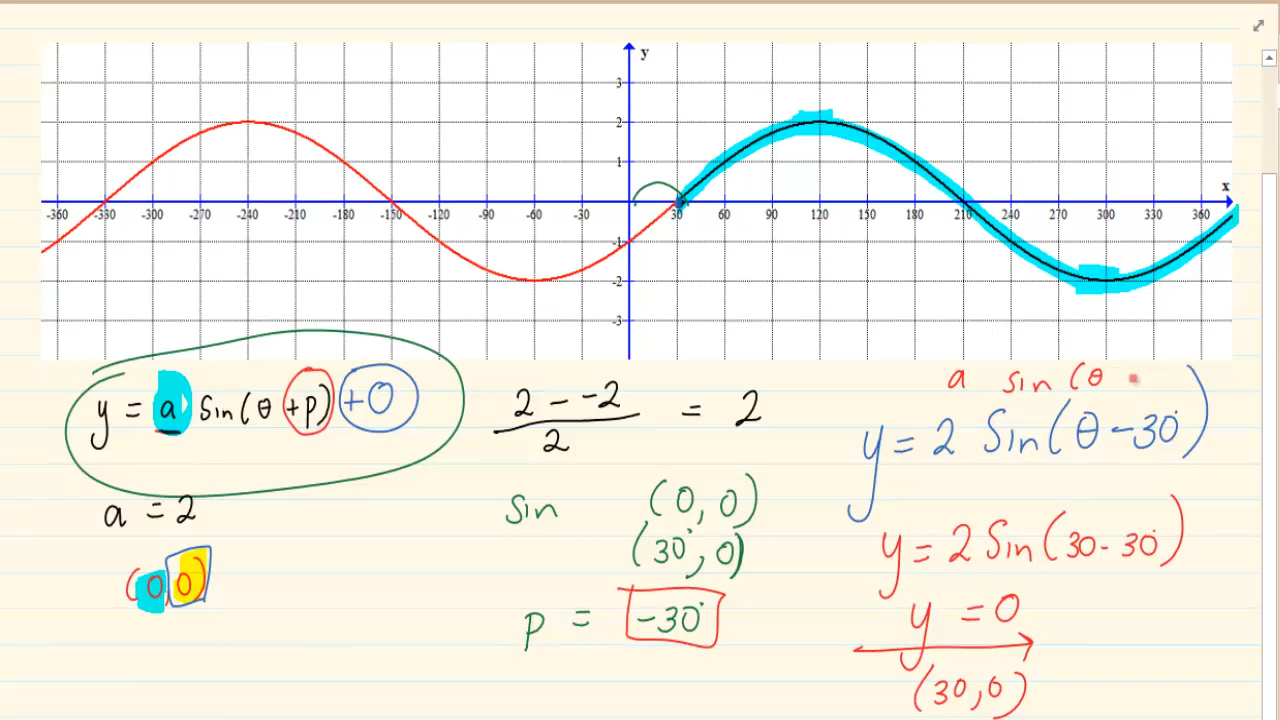 y
3
2
1
x
-360 -330 -300 -270 -240 -210 -180 -150 -120 -90 -60 -30 30 60 90 120 150 180 210 240 270 300 330 360
-1
-2
-3
a sin (θ
y = a sin(θ +p) +0
2 - -2 / 2 = 2
y = 2 Sin(θ - 30°)
a = 2
sin (0, 0)
(30°, 0)
y = 2 Sin(30 - 30°)
(0, 0)
p = -30°
y = 0
(30, 0)